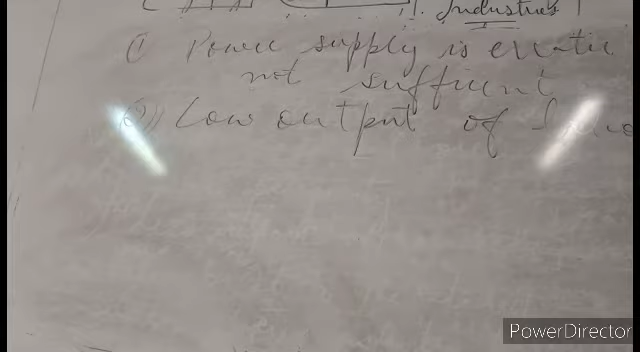 Industries
(1) Power supply is erratic
not sufficient
(2) Low output of
PowerDirector